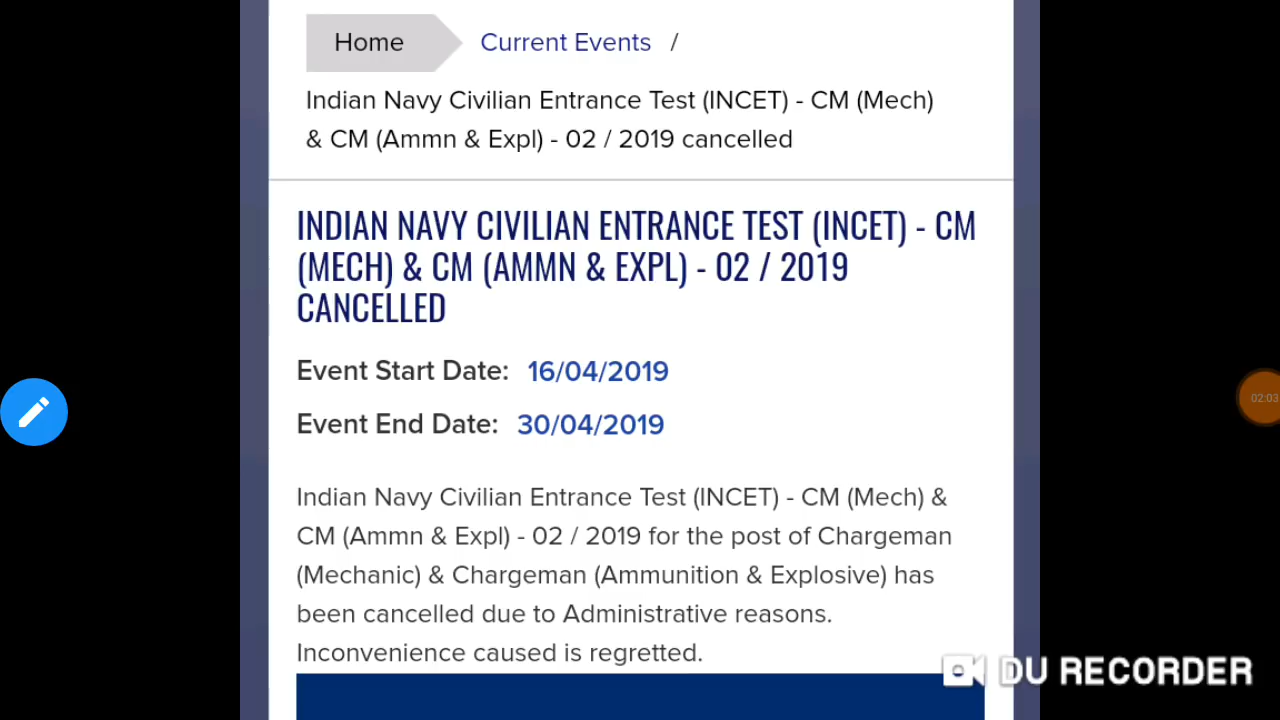 Home Current Events /
Indian Navy Civilian Entrance Test (INCET) - CM (Mech)
& CM (Ammn & Expl) - 02 / 2019 cancelled
INDIAN NAVY CIVILIAN ENTRANCE TEST (INCET) - CM
(MECH) & CM (AMMN & EXPL) - 02 / 2019
CANCELLED
Event Start Date: 16/04/2019
Event End Date: 30/04/2019
Indian Navy Civilian Entrance Test (INCET) - CM (Mech) &
CM (Ammn & Expl) - 02 / 2019 for the post of Chargeman
(Mechanic) & Chargeman (Ammunition & Explosive) has
been cancelled due to Administrative reasons.
Inconvenience caused is regretted.
02:03
DU RECORDER